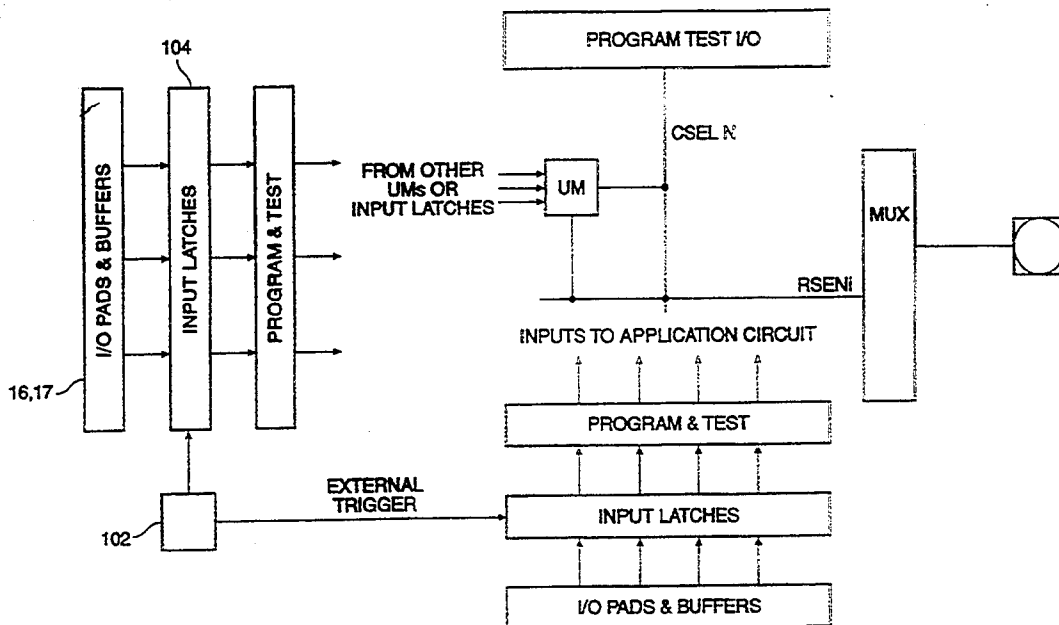 PROGRAM TEST I/O
104
CSEL N
I/O PADS & BUFFERS
INPUT LATCHES
PROGRAM & TEST
FROM OTHER
UMs OR
INPUT LATCHES
UM
MUX
RSENi
INPUTS TO APPLICATION CIRCUIT
16,17
PROGRAM & TEST
EXTERNAL
TRIGGER
INPUT LATCHES
102
I/O PADS & BUFFERS